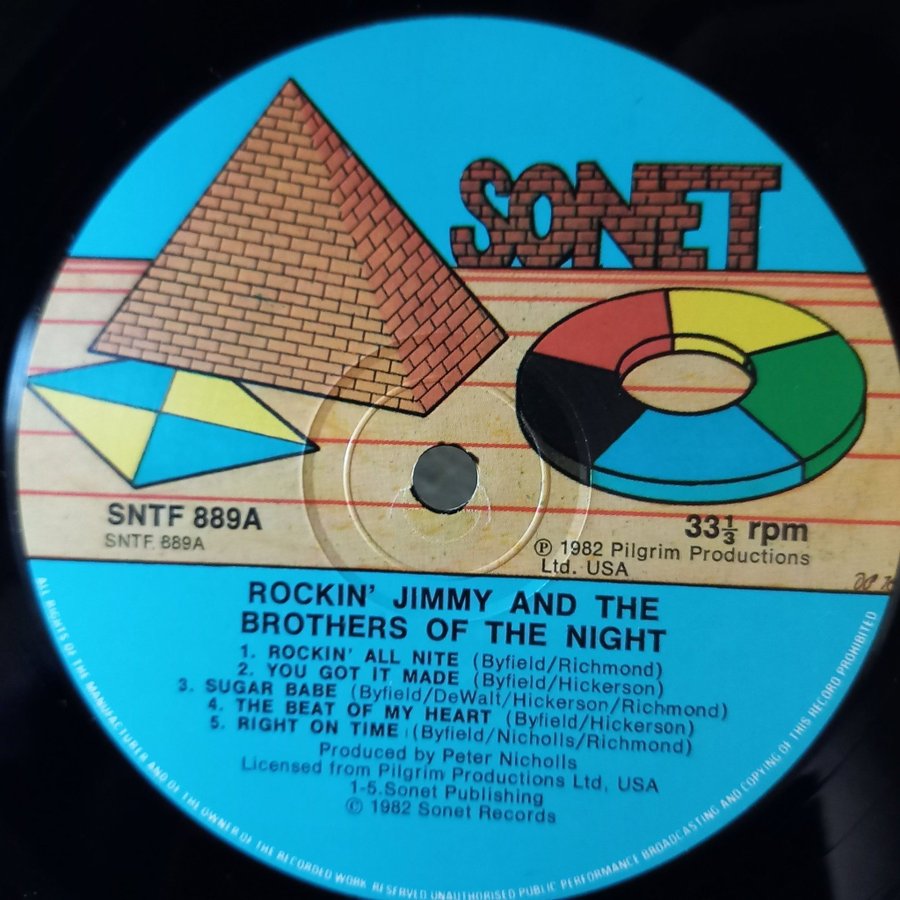 SONET
SNTF 889A
SNTF. 889A
33⅓ rpm
℗ 1982 Pilgrim Productions
Ltd. USA
ROCKIN' JIMMY AND THE
BROTHERS OF THE NIGHT
1. ROCKIN' ALL NITE (Byfield/Richmond)
2. YOU GOT IT MADE (Byfield/Hickerson)
3. SUGAR BABE (Byfield/DeWalt/Hickerson/Richmond)
4. THE BEAT OF MY HEART (Byfield/Hickerson)
5. RIGHT ON TIME (Byfield/Nicholls/Richmond)
Produced by Peter Nicholls
Licensed from Pilgrim Productions Ltd, USA
1-5.Sonet Publishing
© 1982 Sonet Records
ALL RIGHTS OF THE MANUFACTURER AND OF THE OWNER OF THE RECORDED WORK RESERVED UNAUTHORISED PUBLIC PERFORMANCE BROADCASTING AND COPYING OF THIS RECORD PROHIBITED